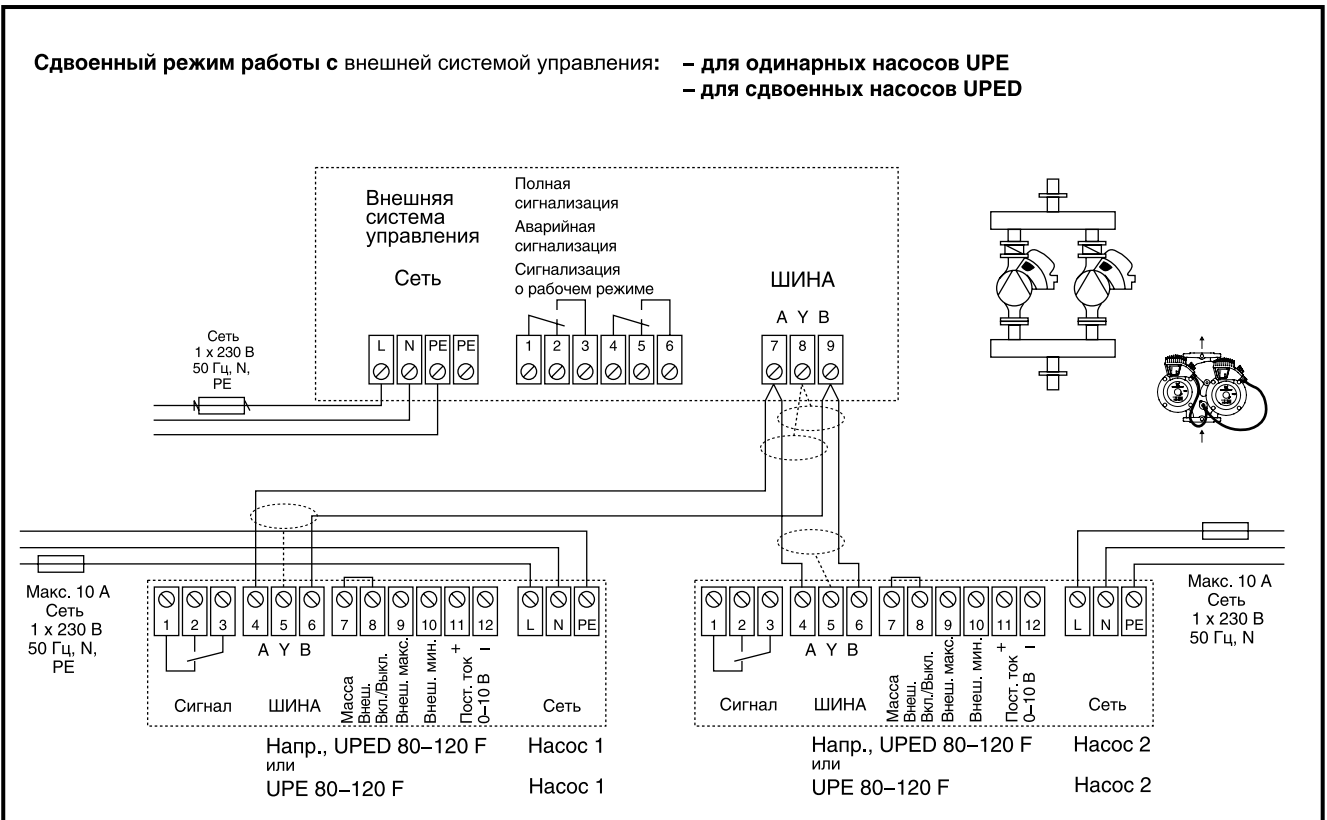 Сдвоенный режим работы с внешней системой управления: – для одинарных насосов UPE
– для сдвоенных насосов UPED
Внешняя
система
управления
Сеть
Полная
сигнализация
Аварийная
сигнализация
Сигнализация
о рабочем режиме
ШИНА
A Y B
L N PE PE
1 2 3 4 5 6
7 8 9
Сеть
1 x 230 В
50 Гц, N,
PE
Макс. 10 А
Сеть
1 x 230 В
50 Гц, N,
PE
1 2 3 4 5 6 7 8 9 10 11 12 L N PE
A Y B
Сигнал
ШИНА
Масса
Внеш.
Вкл./Выкл.
Внеш. макс.
Внеш. мин.
Пост. ток +
0–10 В –
Сеть
Напр., UPED 80–120 F Насос 1
или
UPE 80–120 F Насос 1
1 2 3 4 5 6 7 8 9 10 11 12 L N PE
A Y B
Сигнал
ШИНА
Масса
Внеш.
Вкл./Выкл.
Внеш. макс.
Внеш. мин.
Пост. ток +
0–10 В –
Сеть
Напр., UPED 80–120 F Насос 2
или
UPE 80–120 F Насос 2
Макс. 10 А
Сеть
1 x 230 В
50 Гц, N